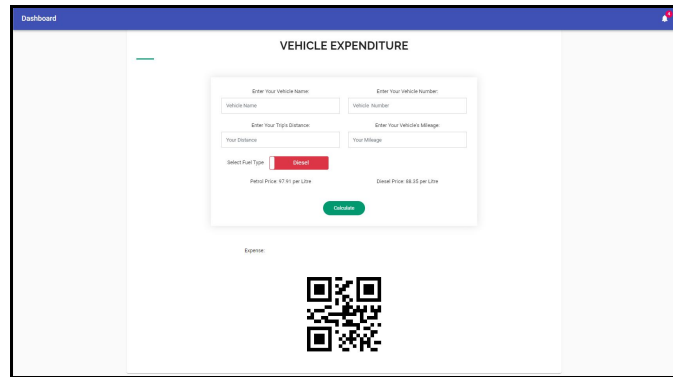 Dashboard
4
VEHICLE EXPENDITURE
Enter Your Vehicle Name:
Enter Your Vehicle Number:
Vehicle Name
Vehicle Number
Enter Your Trip's Distance:
Enter Your Vehicle's Mileage:
Your Distance
Your Mileage
Select Fuel Type
Diesel
Petrol Price: 97.91 per Litre
Diesel Price: 88.35 per Litre
Calculate
Expense: